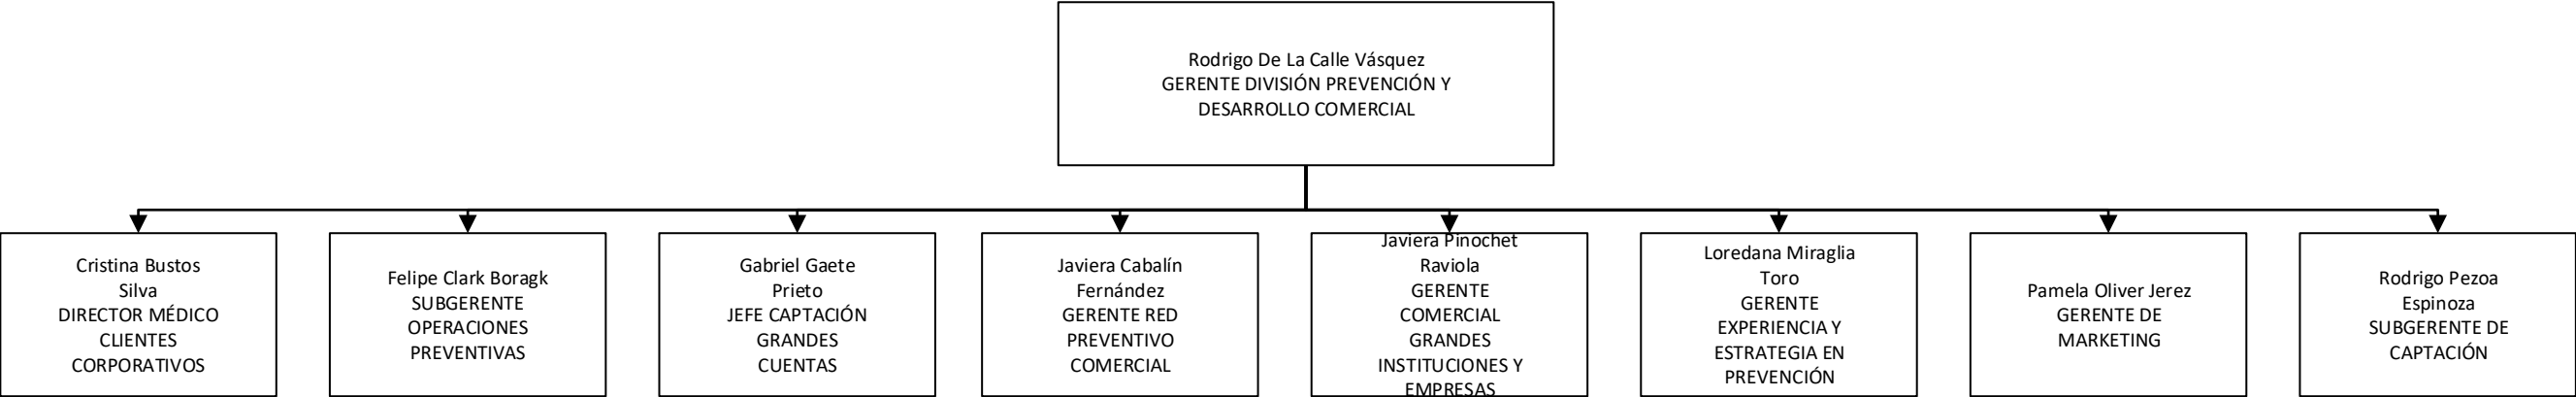 Rodrigo De La Calle Vásquez
GERENTE DIVISIÓN PREVENCIÓN Y
DESARROLLO COMERCIAL
Cristina Bustos
Silva
DIRECTOR MÉDICO
CLIENTES
CORPORATIVOS
Felipe Clark Boragk
SUBGERENTE
OPERACIONES
PREVENTIVAS
Gabriel Gaete
Prieto
JEFE CAPTACIÓN
GRANDES
CUENTAS
Javiera Cabalín
Fernández
GERENTE RED
PREVENTIVO
COMERCIAL
Javiera Pinochet
Raviola
GERENTE
COMERCIAL
GRANDES
INSTITUCIONES Y
EMPRESAS
Loredana Miraglia
Toro
GERENTE
EXPERIENCIA Y
ESTRATEGIA EN
PREVENCIÓN
Pamela Oliver Jerez
GERENTE DE
MARKETING
Rodrigo Pezoa
Espinoza
SUBGERENTE DE
CAPTACIÓN